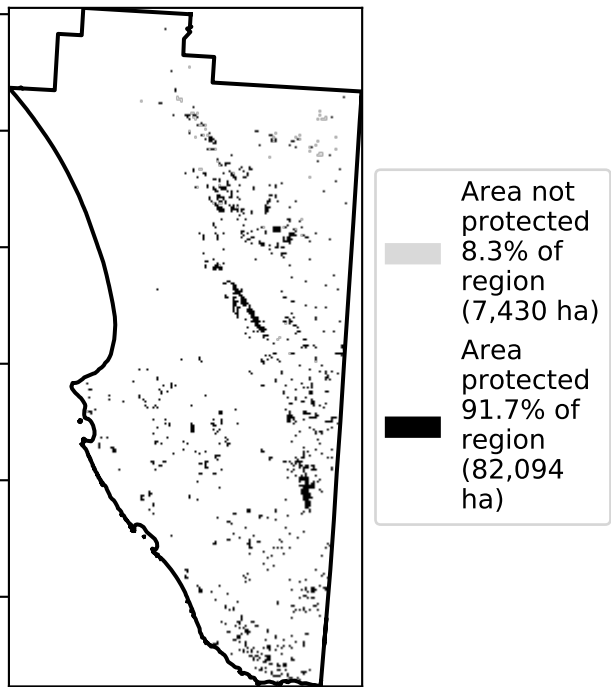 Area not
protected
8.3% of
region
(7,430 ha)
Area
protected
91.7% of
region
(82,094
ha)